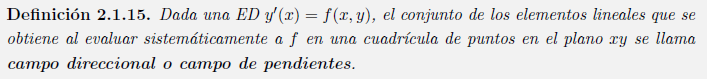 Definición 2.1.15. Dada una ED y′(x) = f(x, y), el conjunto de los elementos lineales que se
obtiene al evaluar sistemáticamente a f en una cuadrícula de puntos en el plano xy se llama
campo direccional o campo de pendientes.